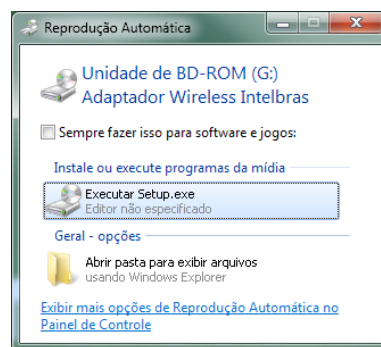 Reprodução Automática
Unidade de BD-ROM (G:)
Adaptador Wireless Intelbras
Sempre fazer isso para software e jogos:
Instale ou execute programas da mídia
Executar Setup.exe
Editor não especificado
Geral - opções
Abrir pasta para exibir arquivos
usando Windows Explorer
Exibir mais opções de Reprodução Automática no
Painel de Controle